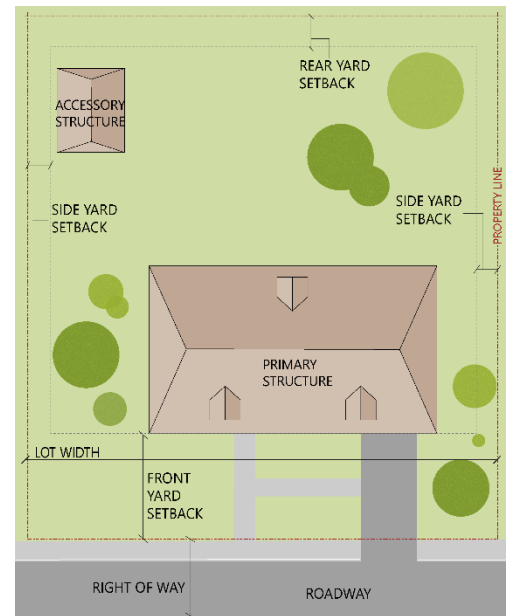 REAR YARD
SETBACK
ACCESSORY
STRUCTURE
SIDE YARD
SETBACK
SIDE YARD
SETBACK
PROPERTY LINE
PRIMARY
STRUCTURE
LOT WIDTH
FRONT
YARD
SETBACK
RIGHT OF WAY
ROADWAY